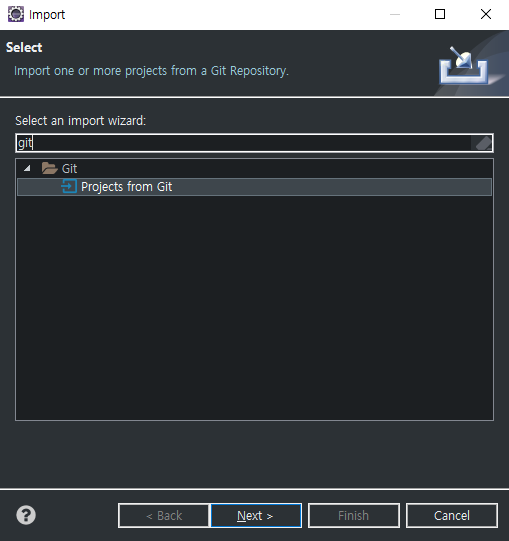 Import
Select
Import one or more projects from a Git Repository.
Select an import wizard:
git
Git
Projects from Git
?
< Back
Next >
Finish
Cancel